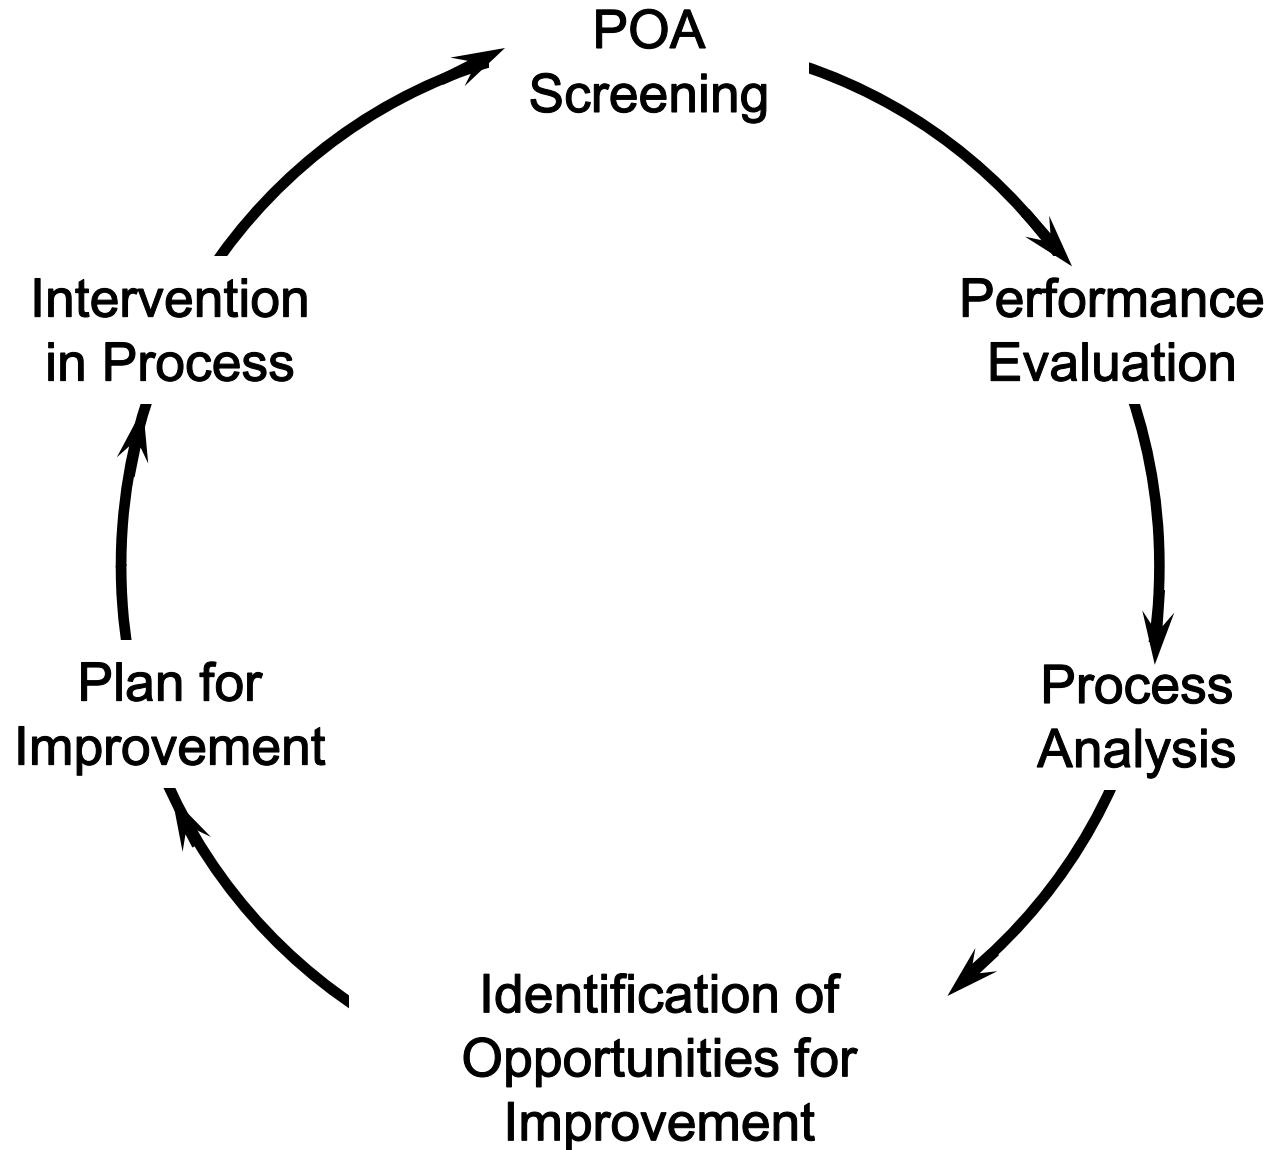 POA
Screening
Performance
Evaluation
Process
Analysis
Identification of
Opportunities for
Improvement
Plan for
Improvement
Intervention
in Process